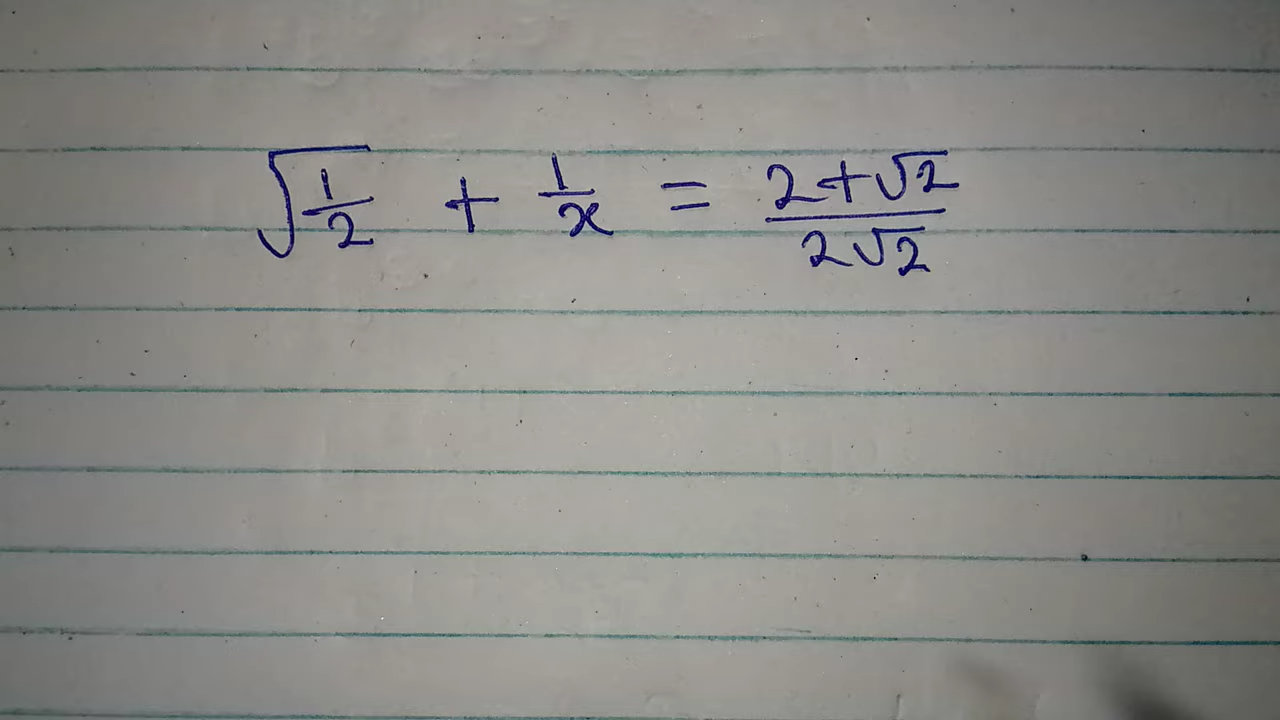 √(1/2) + 1/x = (2+√2)/(2√2)